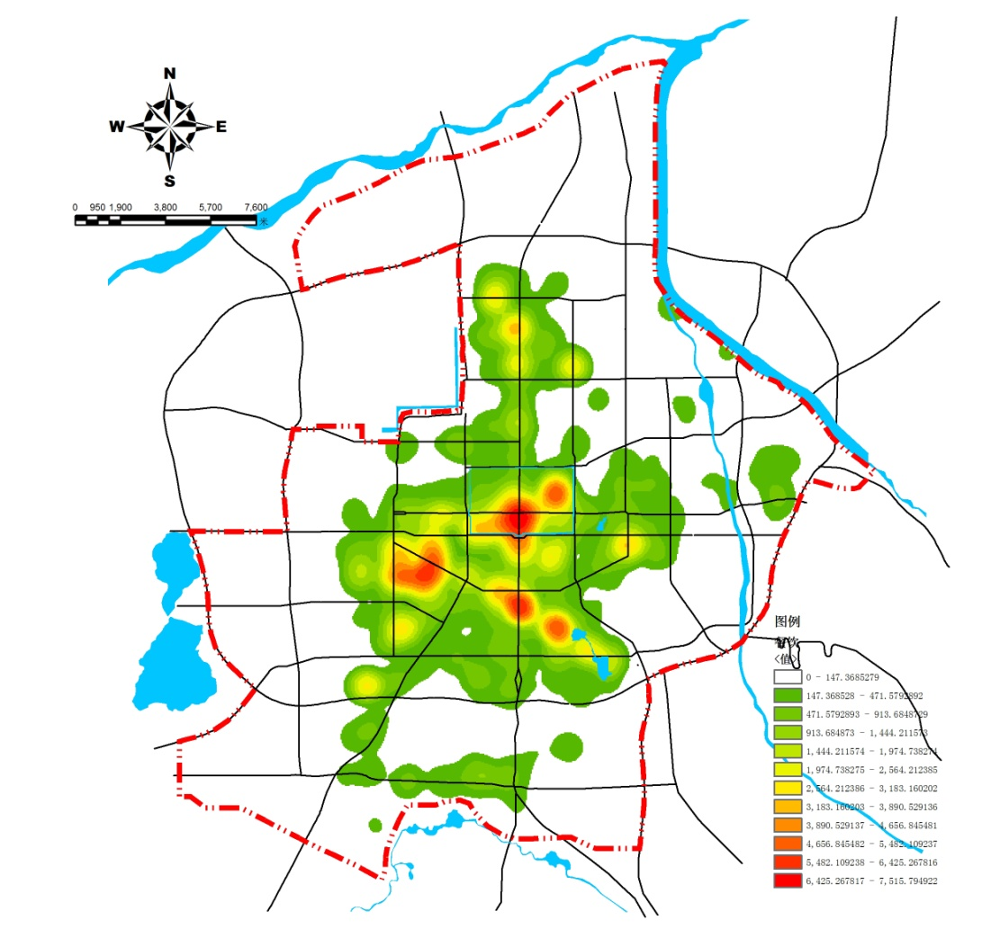 N
W E
S
0 950 1,900 3,800 5,700 7,600
米
图例
餐饮
<值>
0 - 147.3685279
147.368528 - 471.5792892
471.5792893 - 913.6848729
913.684873 - 1,444.211573
1,444.211574 - 1,974.738274
1,974.738275 - 2,564.212385
2,564.212386 - 3,183.160202
3,183.160203 - 3,890.529136
3,890.529137 - 4,656.845481
4,656.845482 - 5,482.109237
5,482.109238 - 6,425.267816
6,425.267817 - 7,515.794922